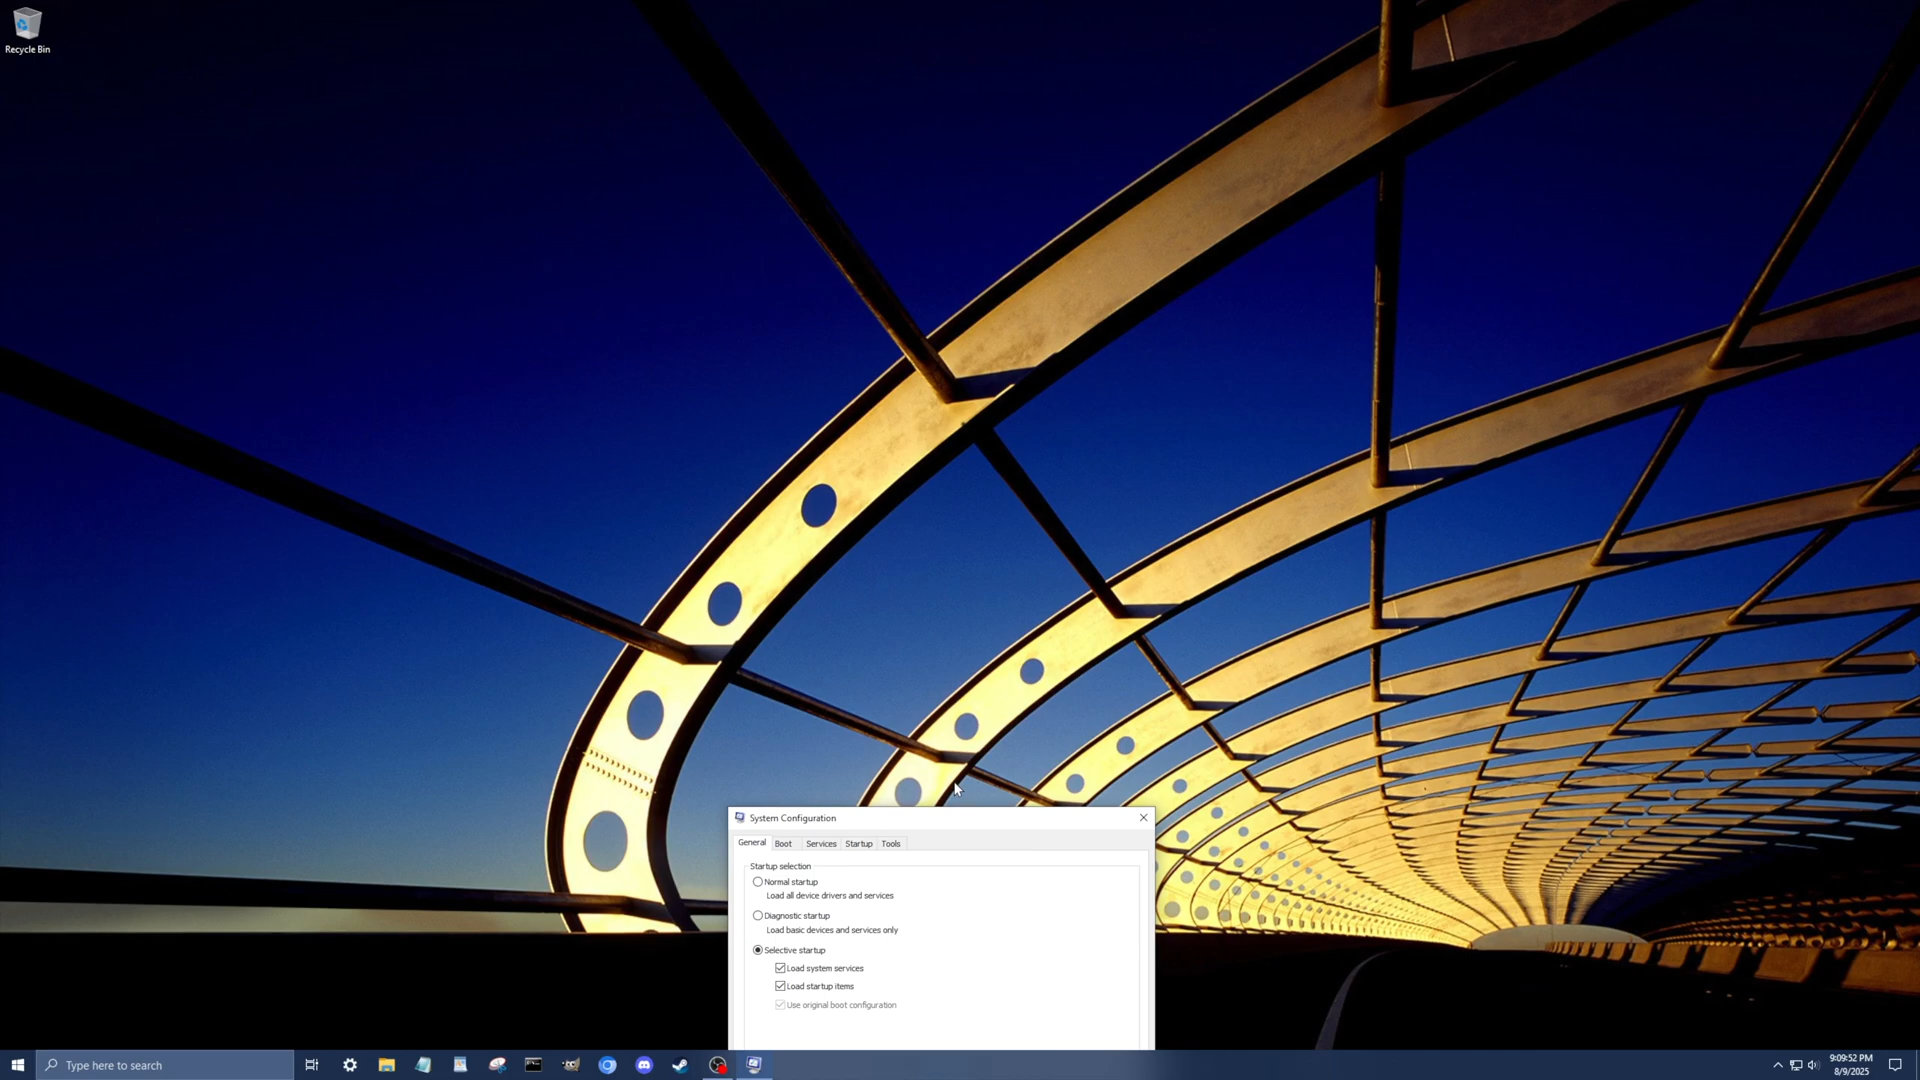 Recycle Bin
System Configuration
General Boot Services Startup Tools
Startup selection
Normal startup
Load all device drivers and services
Diagnostic startup
Load basic devices and services only
Selective startup
Load system services
Load startup items
Use original boot configuration
Type here to search
9:09:52 PM
8/9/2025